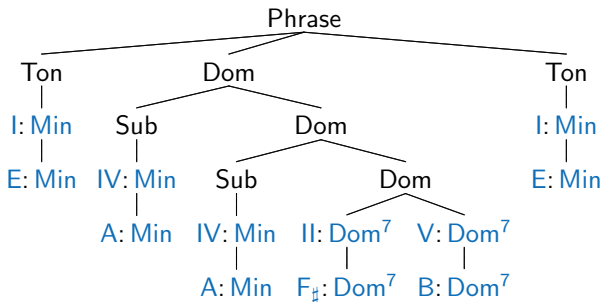 Phrase
Ton Dom Ton
I: Min Sub Dom I: Min
E: Min IV: Min Sub Dom E: Min
A: Min IV: Min II: Dom⁷ V: Dom⁷
A: Min F♯: Dom⁷ B: Dom⁷